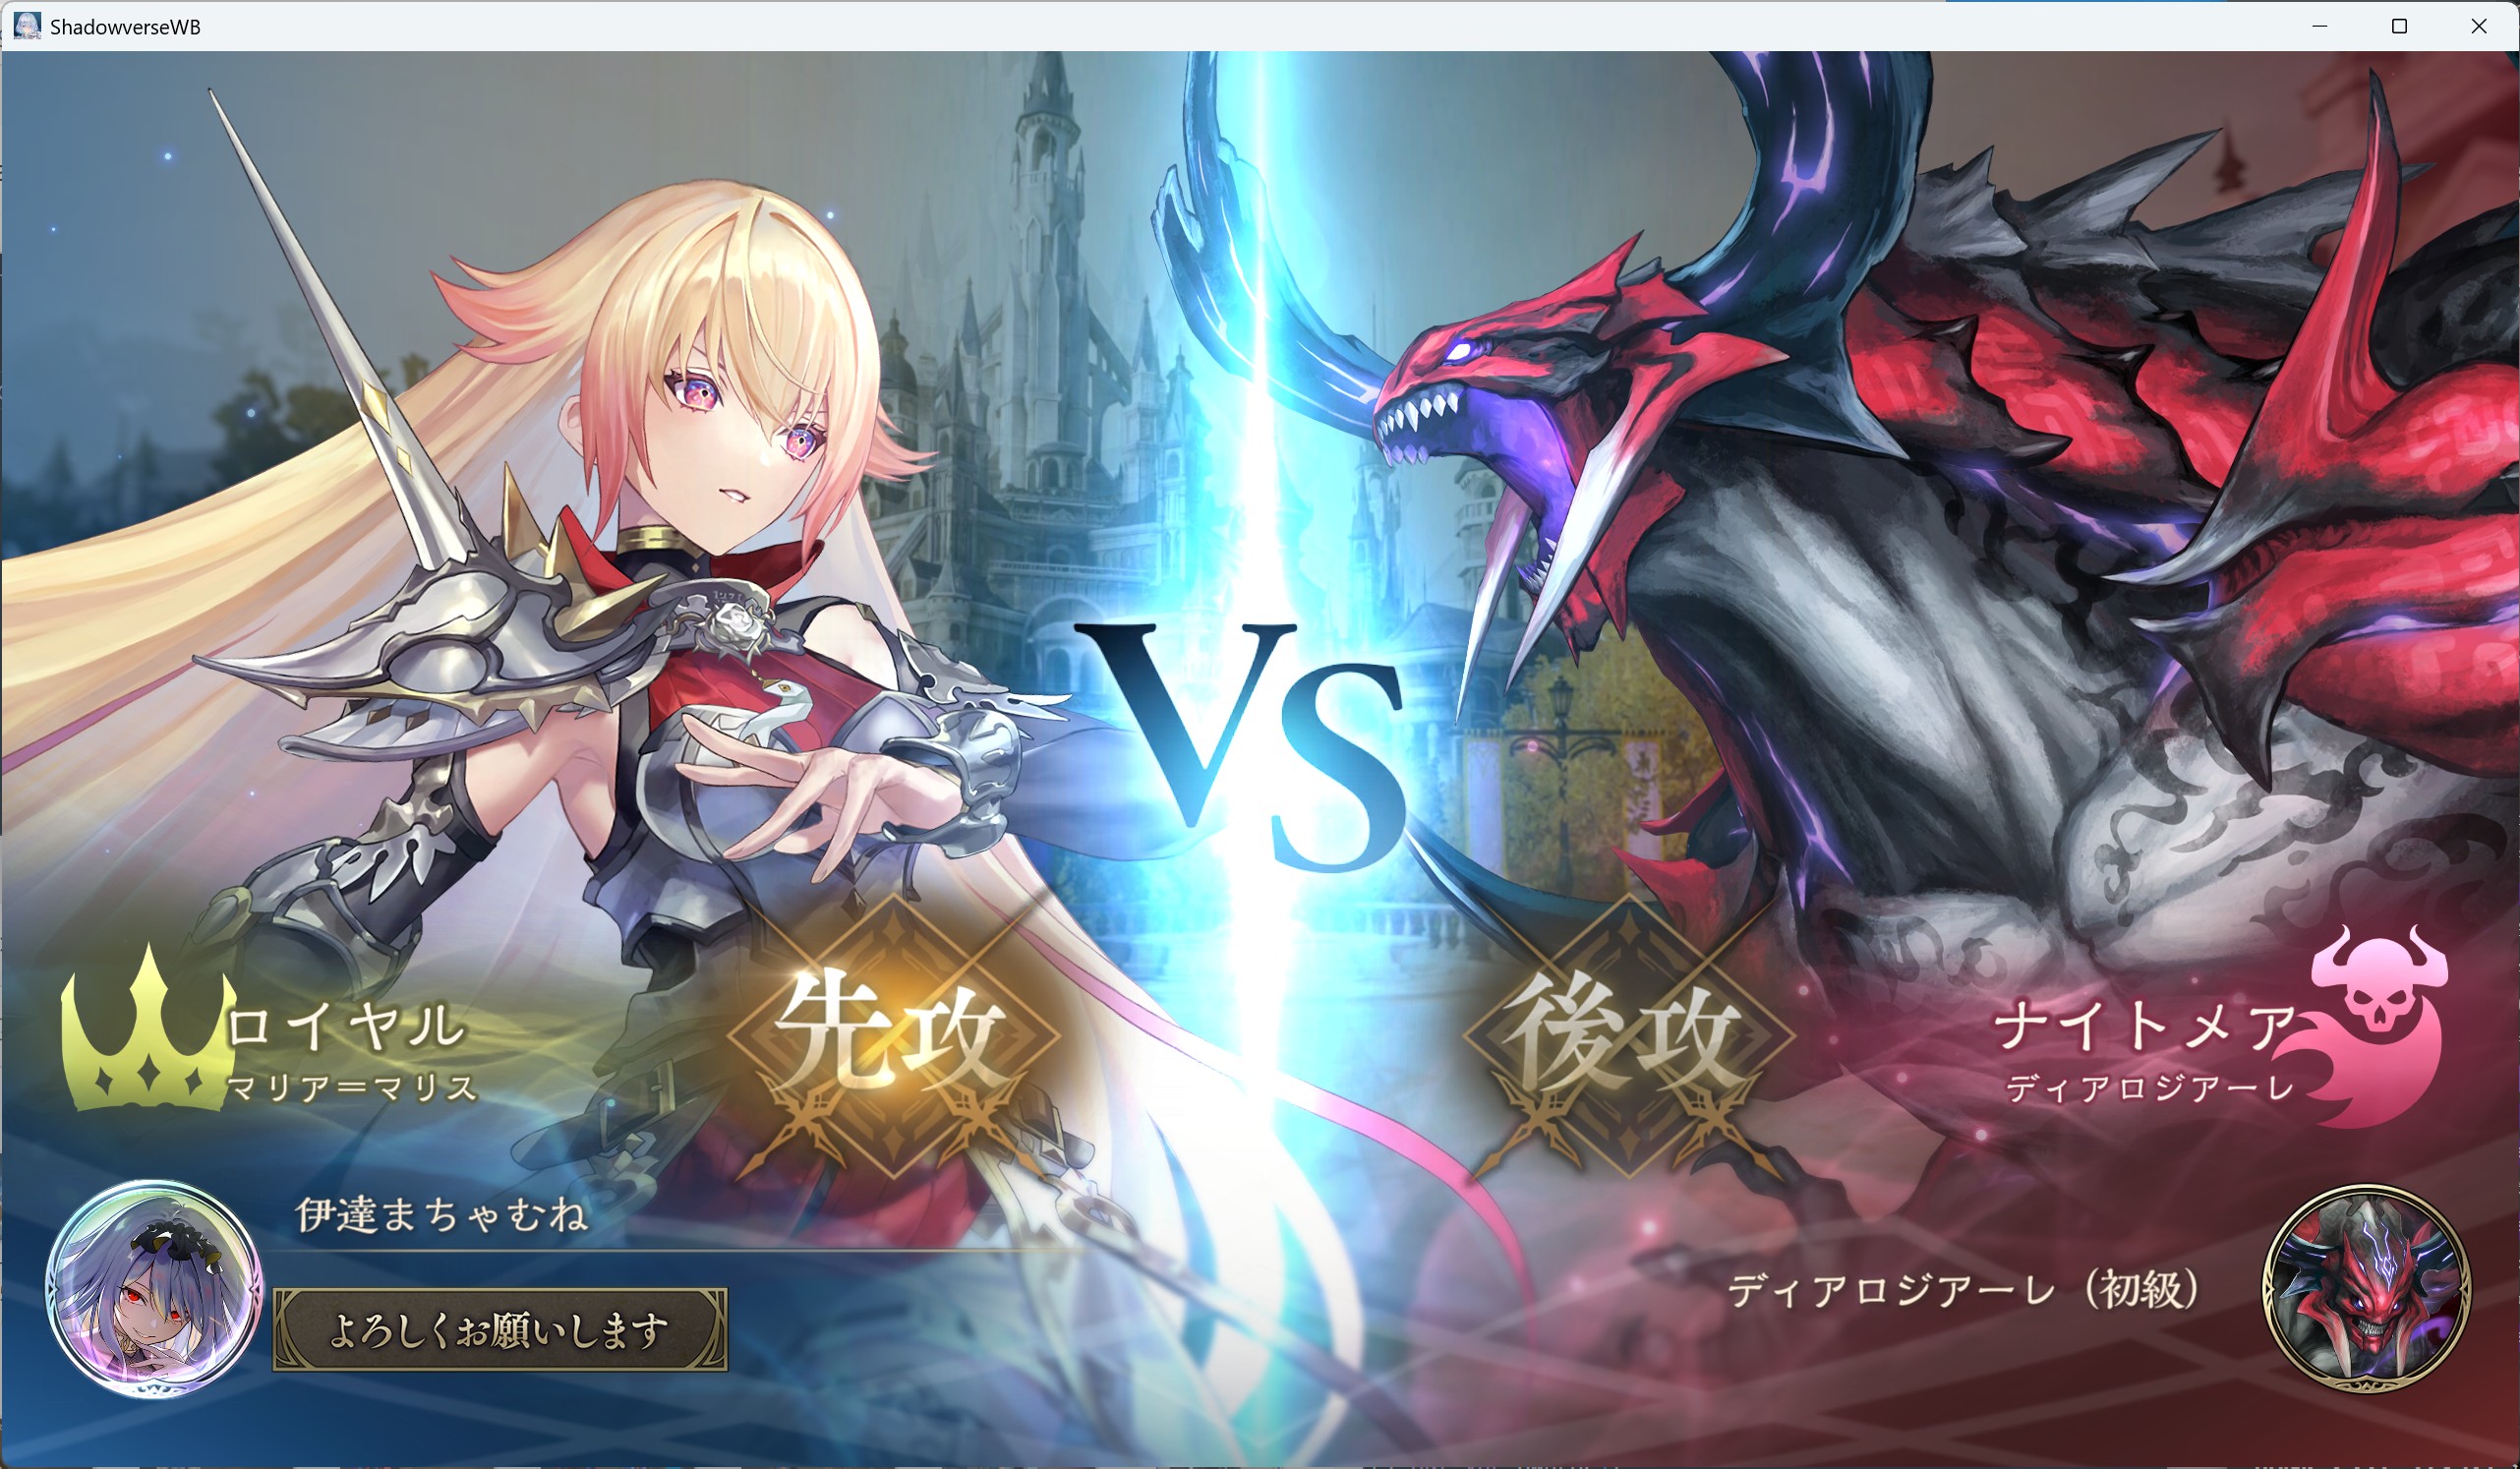 ShadowverseWB
VS
先攻
後攻
ロイヤル
マリア＝マリス
ナイトメア
ディアロジアーレ
伊達まちゃむね
よろしくお願いします
ディアロジアーレ（初級）